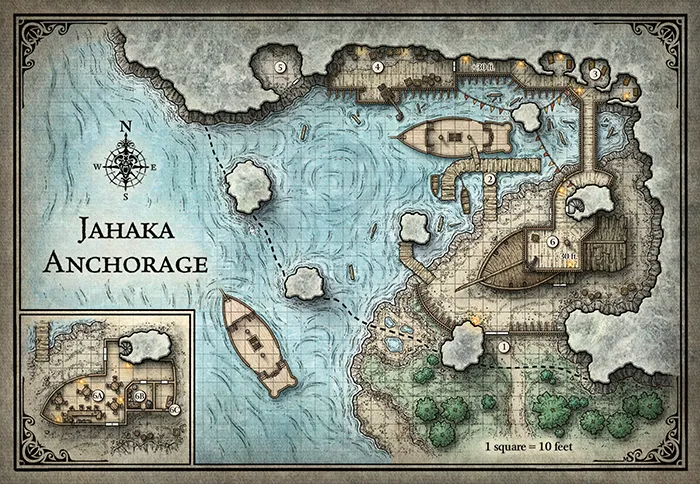 5
4
30 ft.
3
N
W E
S
2
JAHAKA
ANCHORAGE
6
30 ft.
1
6A
6B
6C
1 square = 10 feet